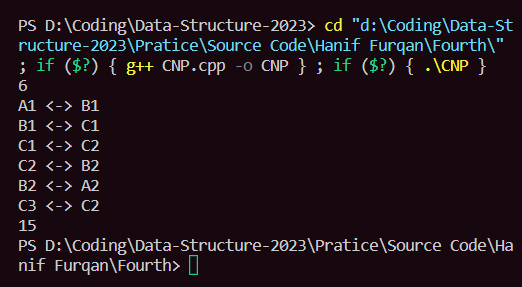 PS D:\Coding\Data-Structure-2023> cd "d:\Coding\Data-St
ructure-2023\Pratice\Source Code\Hanif Furqan\Fourth\"
; if ($?) { g++ CNP.cpp -o CNP } ; if ($?) { .\CNP }
6
A1 <-> B1
B1 <-> C1
C1 <-> C2
C2 <-> B2
B2 <-> A2
C3 <-> C2
15
PS D:\Coding\Data-Structure-2023\Pratice\Source Code\Ha
nif Furqan\Fourth>